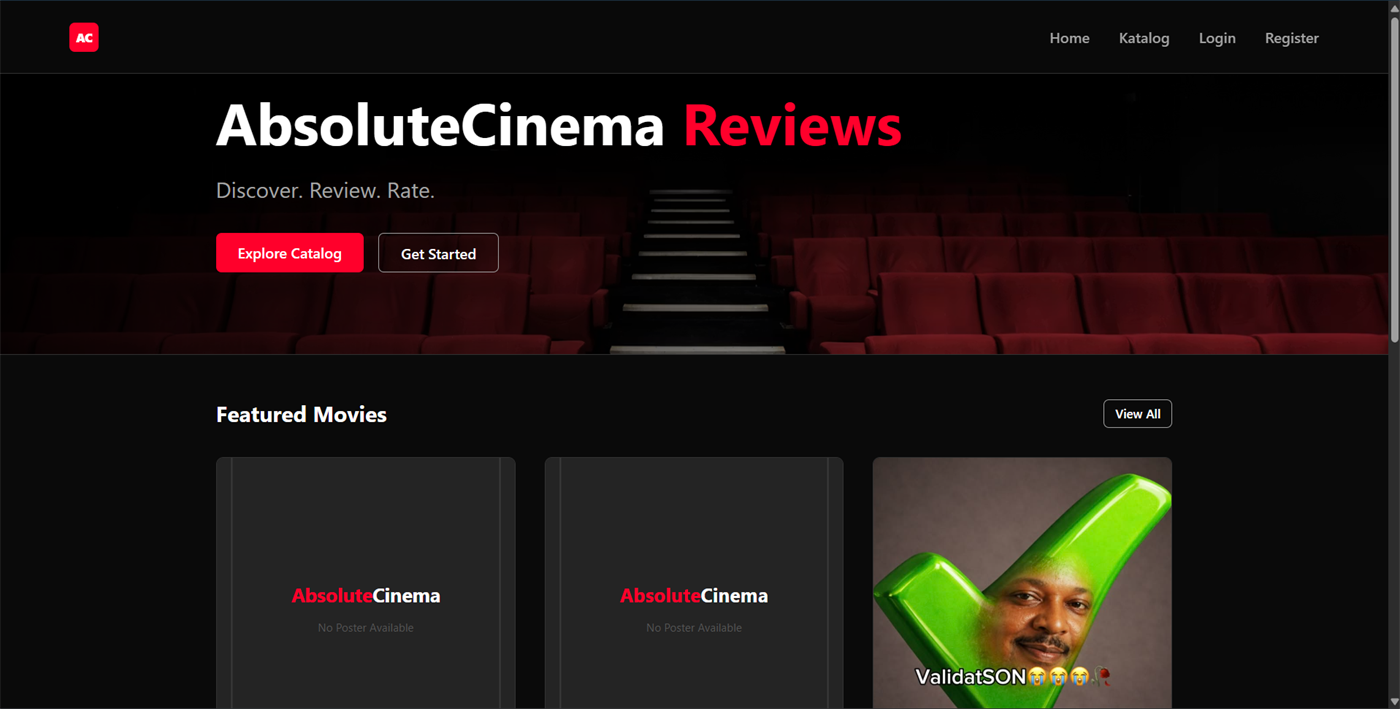 AC
Home Katalog Login Register
AbsoluteCinema Reviews
Discover. Review. Rate.
Explore Catalog Get Started
Featured Movies View All
AbsoluteCinema
No Poster Available
AbsoluteCinema
No Poster Available
ValidatSON😭😭😭🥀